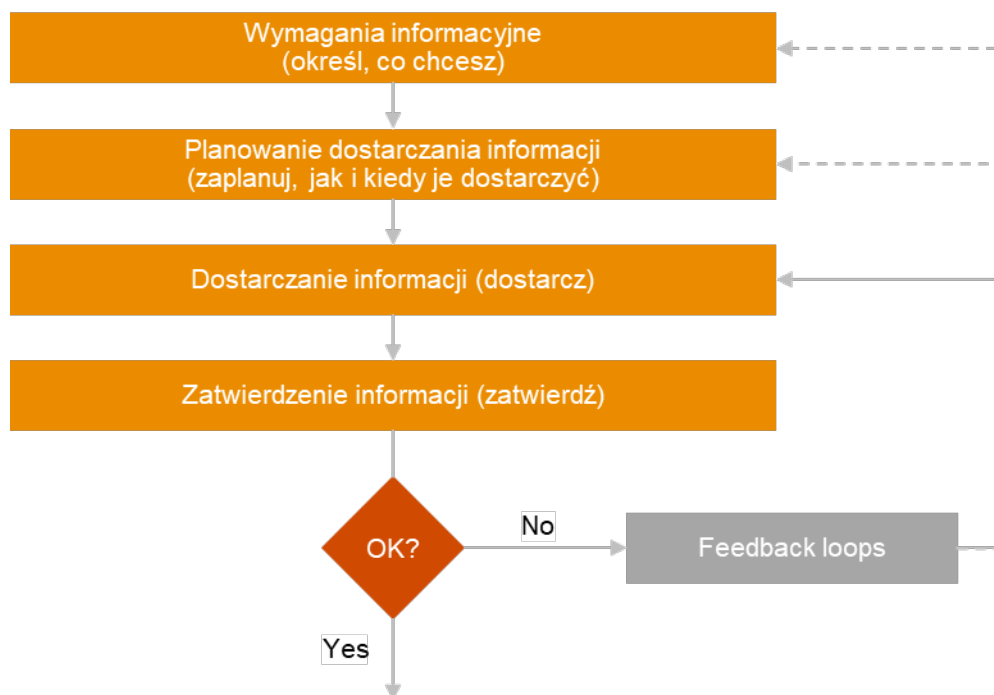 Wymagania informacyjne
(określ, co chcesz)
Planowanie dostarczania informacji
(zaplanuj, jak i kiedy je dostarczyć)
Dostarczanie informacji (dostarcz)
Zatwierdzenie informacji (zatwierdź)
OK?
No
Feedback loops
Yes